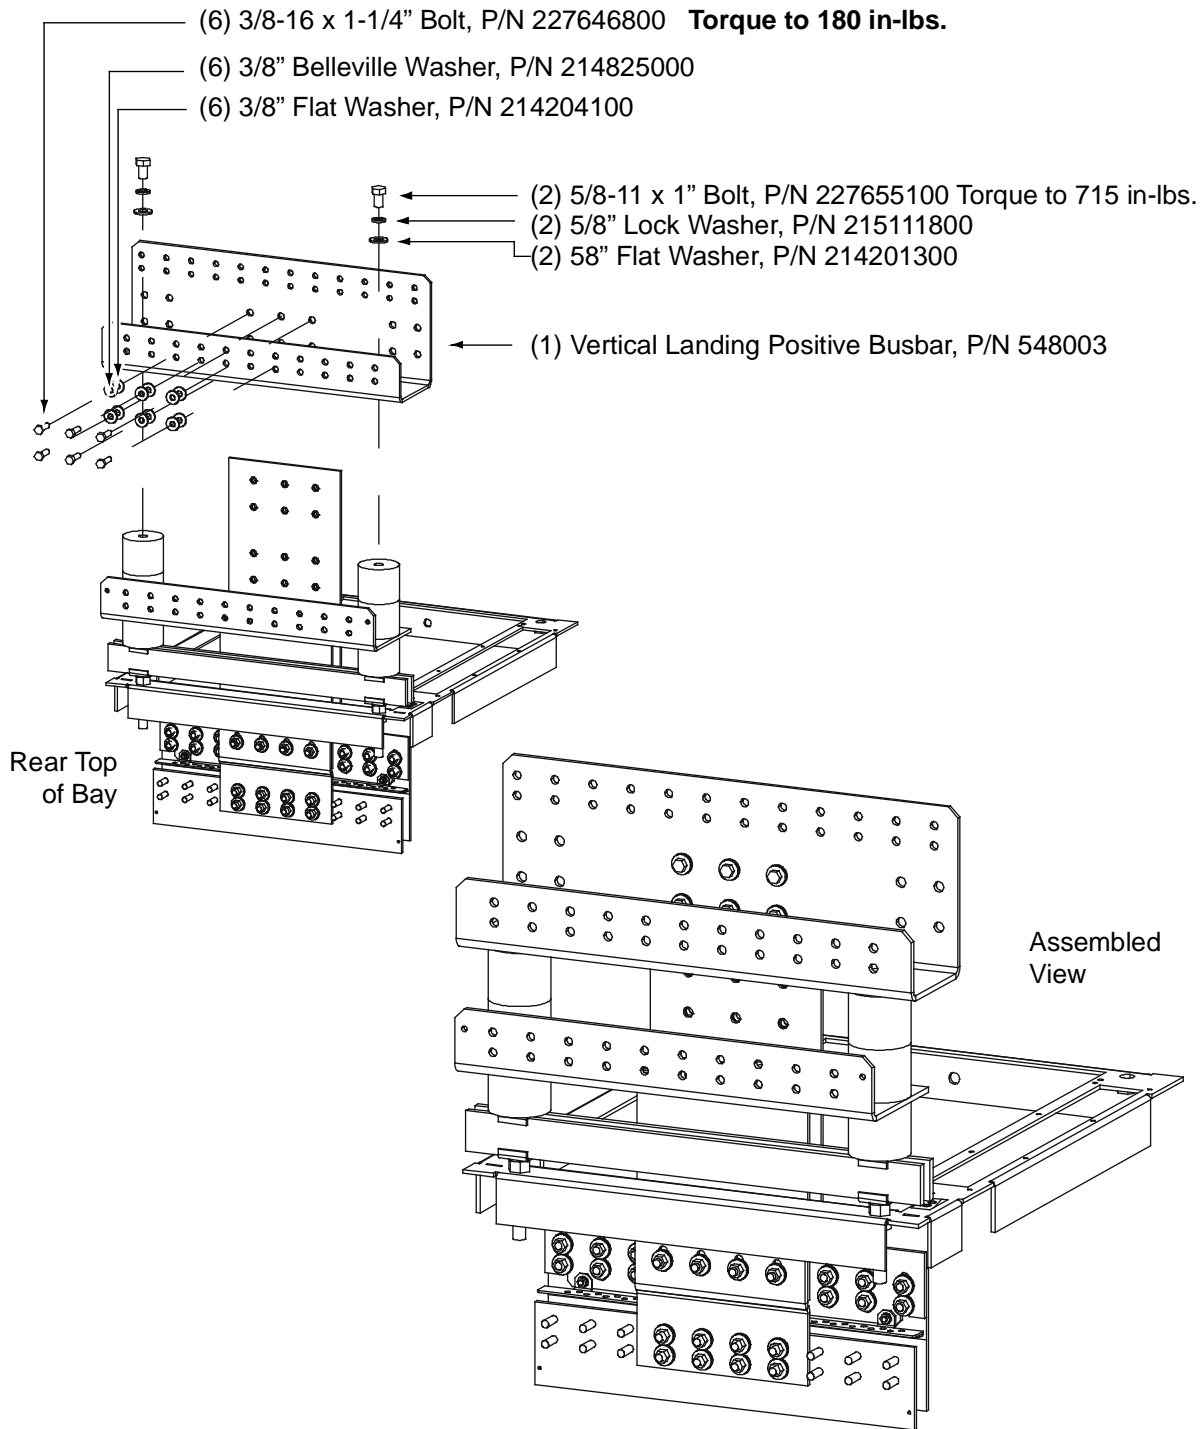 (6) 3/8-16 x 1-1/4” Bolt, P/N 227646800 Torque to 180 in-lbs.
(6) 3/8” Belleville Washer, P/N 214825000
(6) 3/8” Flat Washer, P/N 214204100
(2) 5/8-11 x 1” Bolt, P/N 227655100 Torque to 715 in-lbs.
(2) 5/8” Lock Washer, P/N 215111800
(2) 58” Flat Washer, P/N 214201300
(1) Vertical Landing Positive Busbar, P/N 548003
Rear Top
of Bay
Assembled
View